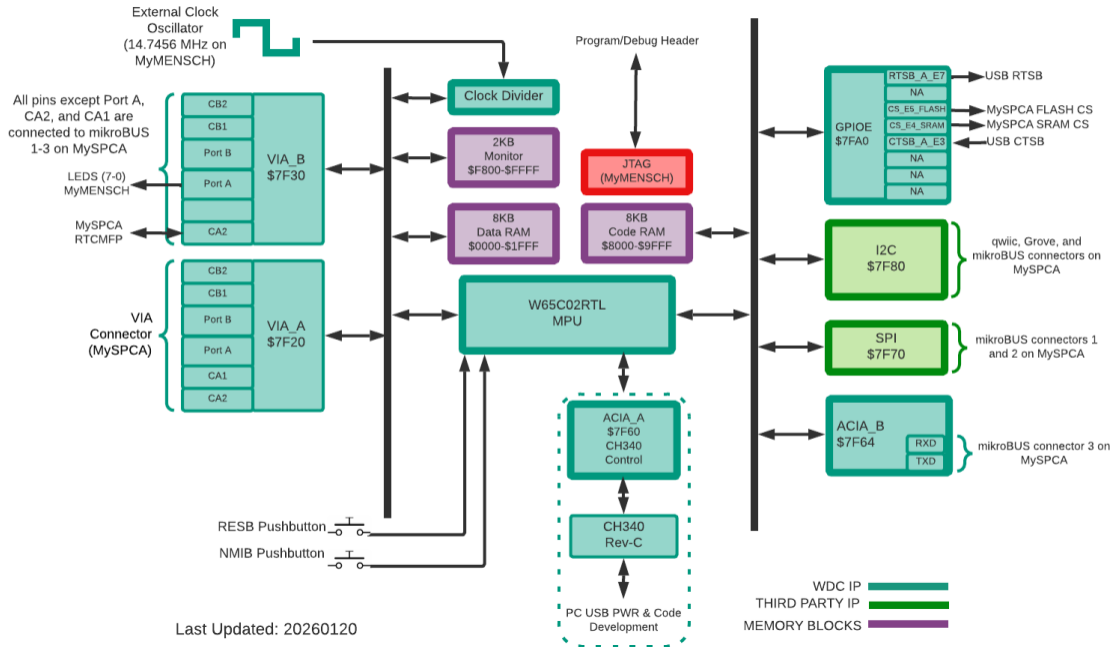 External Clock
Oscillator
(14.7456 MHz on
MyMENSCH)
Program/Debug Header
All pins except Port A,
CA2, and CA1 are
connected to mikroBUS
1-3 on MySPCA
LEDS (7-0)
MyMENSCH
MySPCA
RTCMFP
CB2
CB1
Port B
Port A
CA2
VIA_B
$7F30
VIA
Connector
(MySPCA)
CB2
CB1
Port B
Port A
CA1
CA2
VIA_A
$7F20
Clock Divider
2KB
Monitor
$F800-$FFFF
8KB
Data RAM
$0000-$1FFF
JTAG
(MyMENSCH)
8KB
Code RAM
$8000-$9FFF
W65C02RTL
MPU
ACIA_A
$7F60
CH340
Control
CH340
Rev-C
PC USB PWR & Code
Development
RESB Pushbutton
NMIB Pushbutton
GPIOE
$7FA0
RTSB_A_E7
NA
CS_E5_FLASH
CS_E4_SRAM
CTSB_A_E3
NA
NA
NA
USB RTSB
MySPCA FLASH CS
MySPCA SRAM CS
USB CTSB
I2C
$7F80
qwiic, Grove, and
mikroBUS connectors on
MySPCA
SPI
$7F70
mikroBUS connectors 1
and 2 on MySPCA
ACIA_B
$7F64
RXD
TXD
mikroBUS connector 3 on
MySPCA
WDC IP
THIRD PARTY IP
MEMORY BLOCKS
Last Updated: 20260120